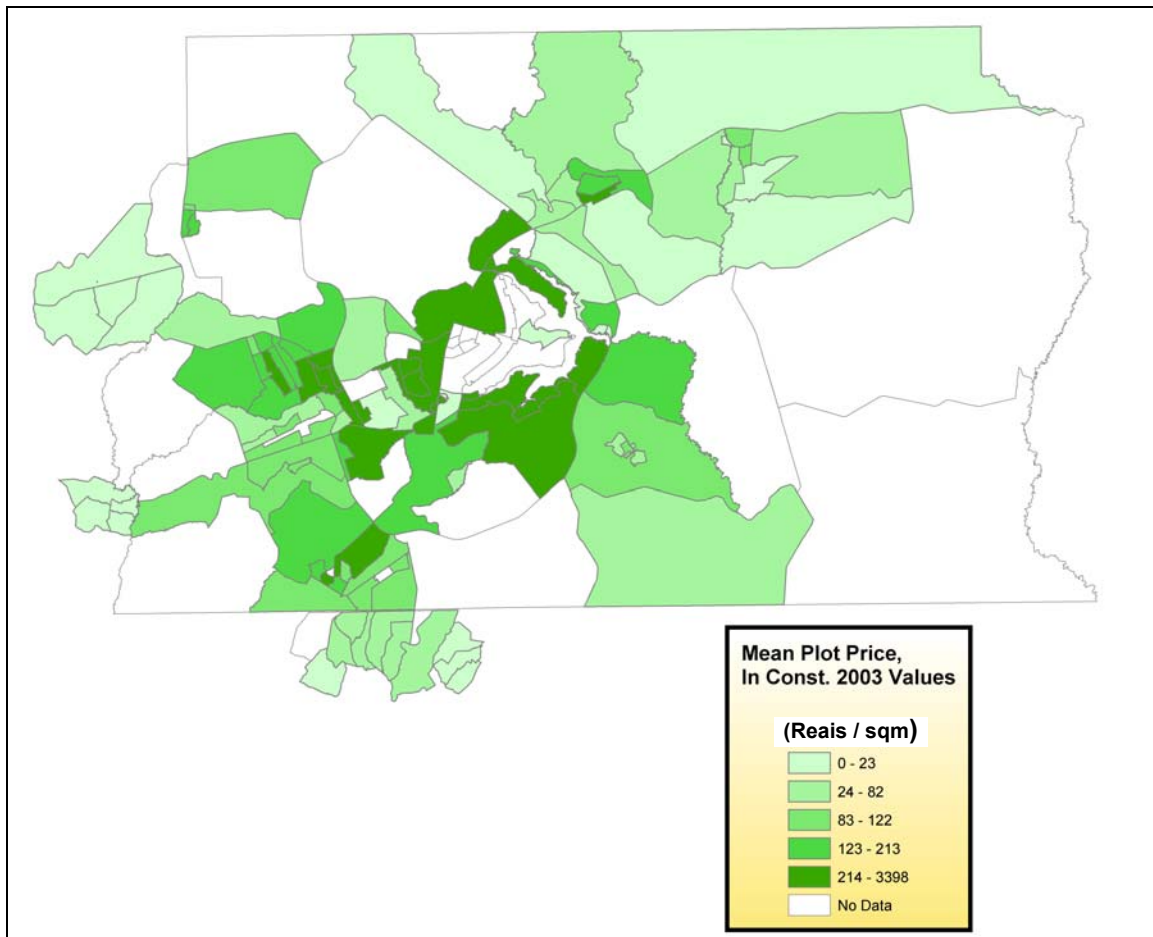 Mean Plot Price,
In Const. 2003 Values
(Reais / sqm)
0 - 23
24 - 82
83 - 122
123 - 213
214 - 3398
No Data